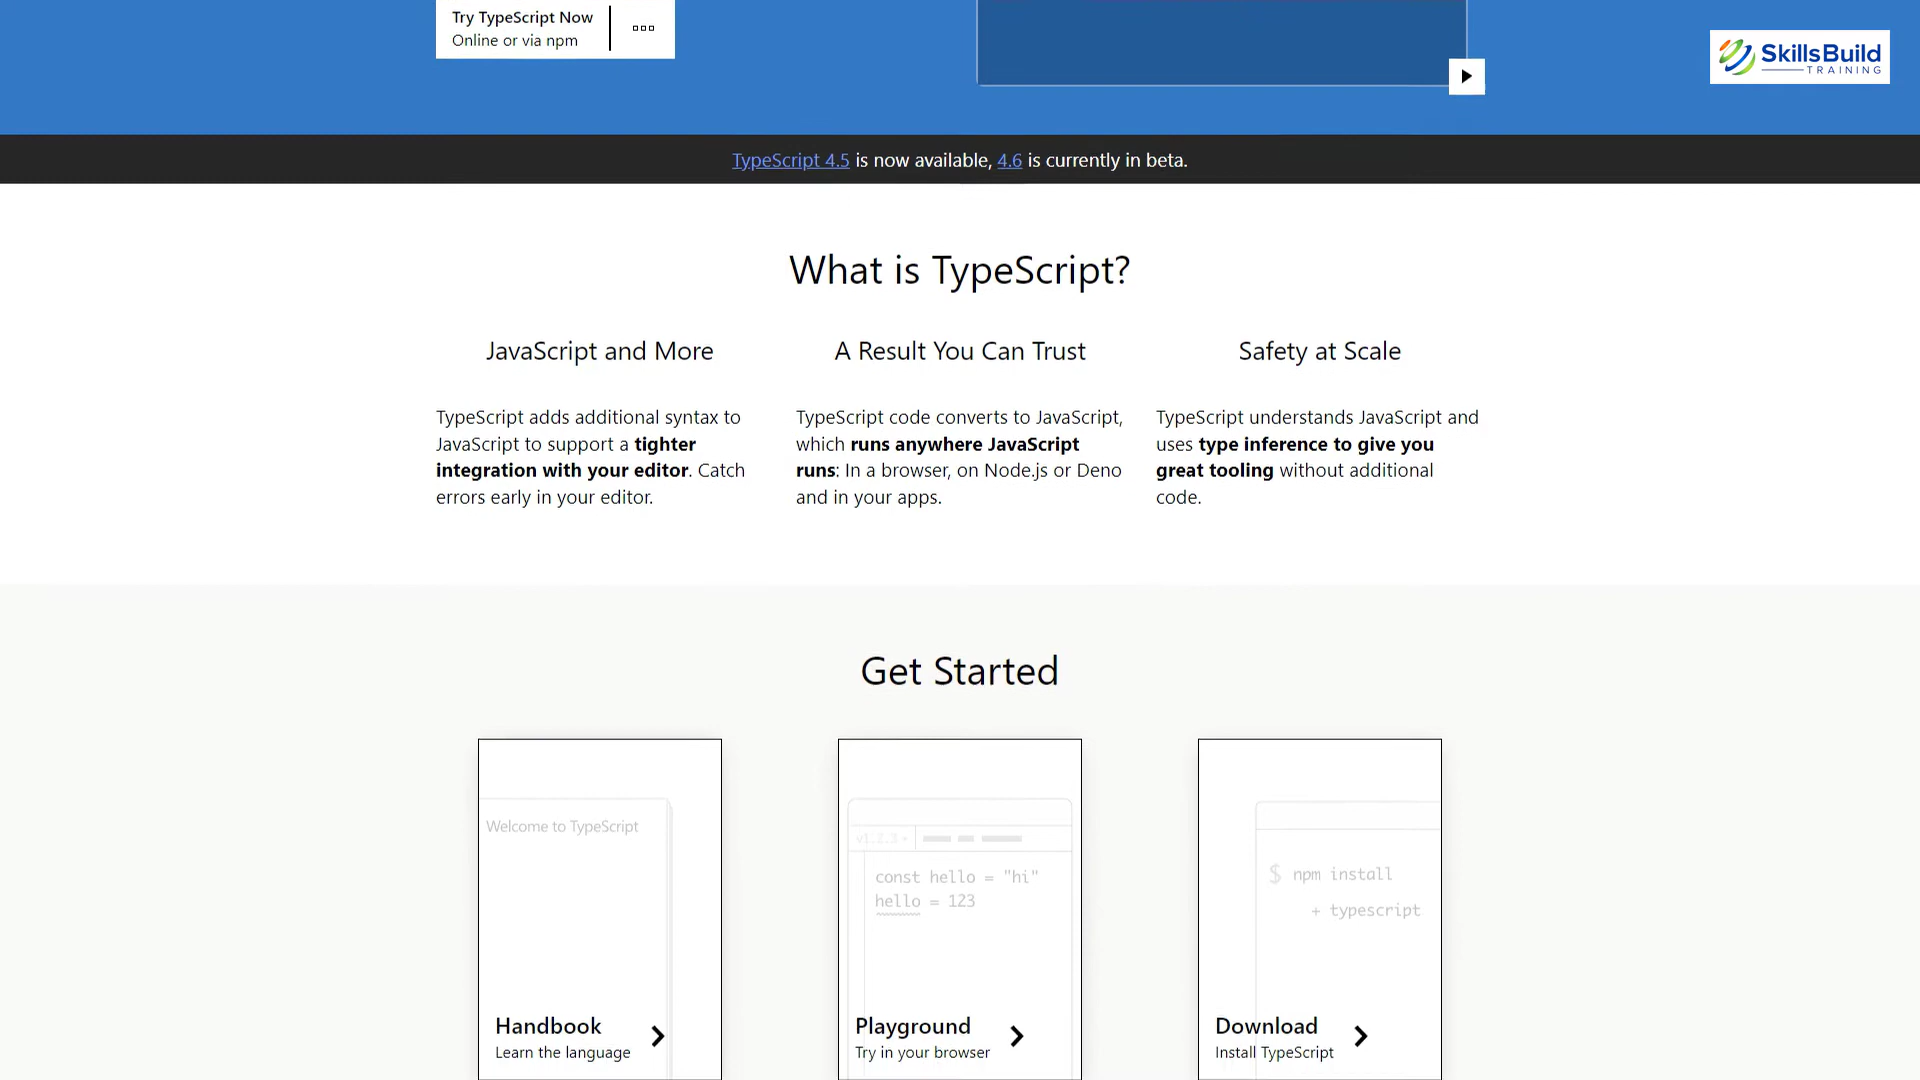 Try TypeScript Now
Online or via npm
SkillsBuild
TRAINING
TypeScript 4.5 is now available, 4.6 is currently in beta.
What is TypeScript?
JavaScript and More
TypeScript adds additional syntax to
JavaScript to support a tighter
integration with your editor. Catch
errors early in your editor.
A Result You Can Trust
TypeScript code converts to JavaScript,
which runs anywhere JavaScript
runs: In a browser, on Node.js or Deno
and in your apps.
Safety at Scale
TypeScript understands JavaScript and
uses type inference to give you
great tooling without additional
code.
Get Started
Welcome to TypeScript
Handbook
Learn the language
v1.2.3
const hello = "hi"
hello = 123
Playground
Try in your browser
$ npm install
+ typescript
Download
Install TypeScript